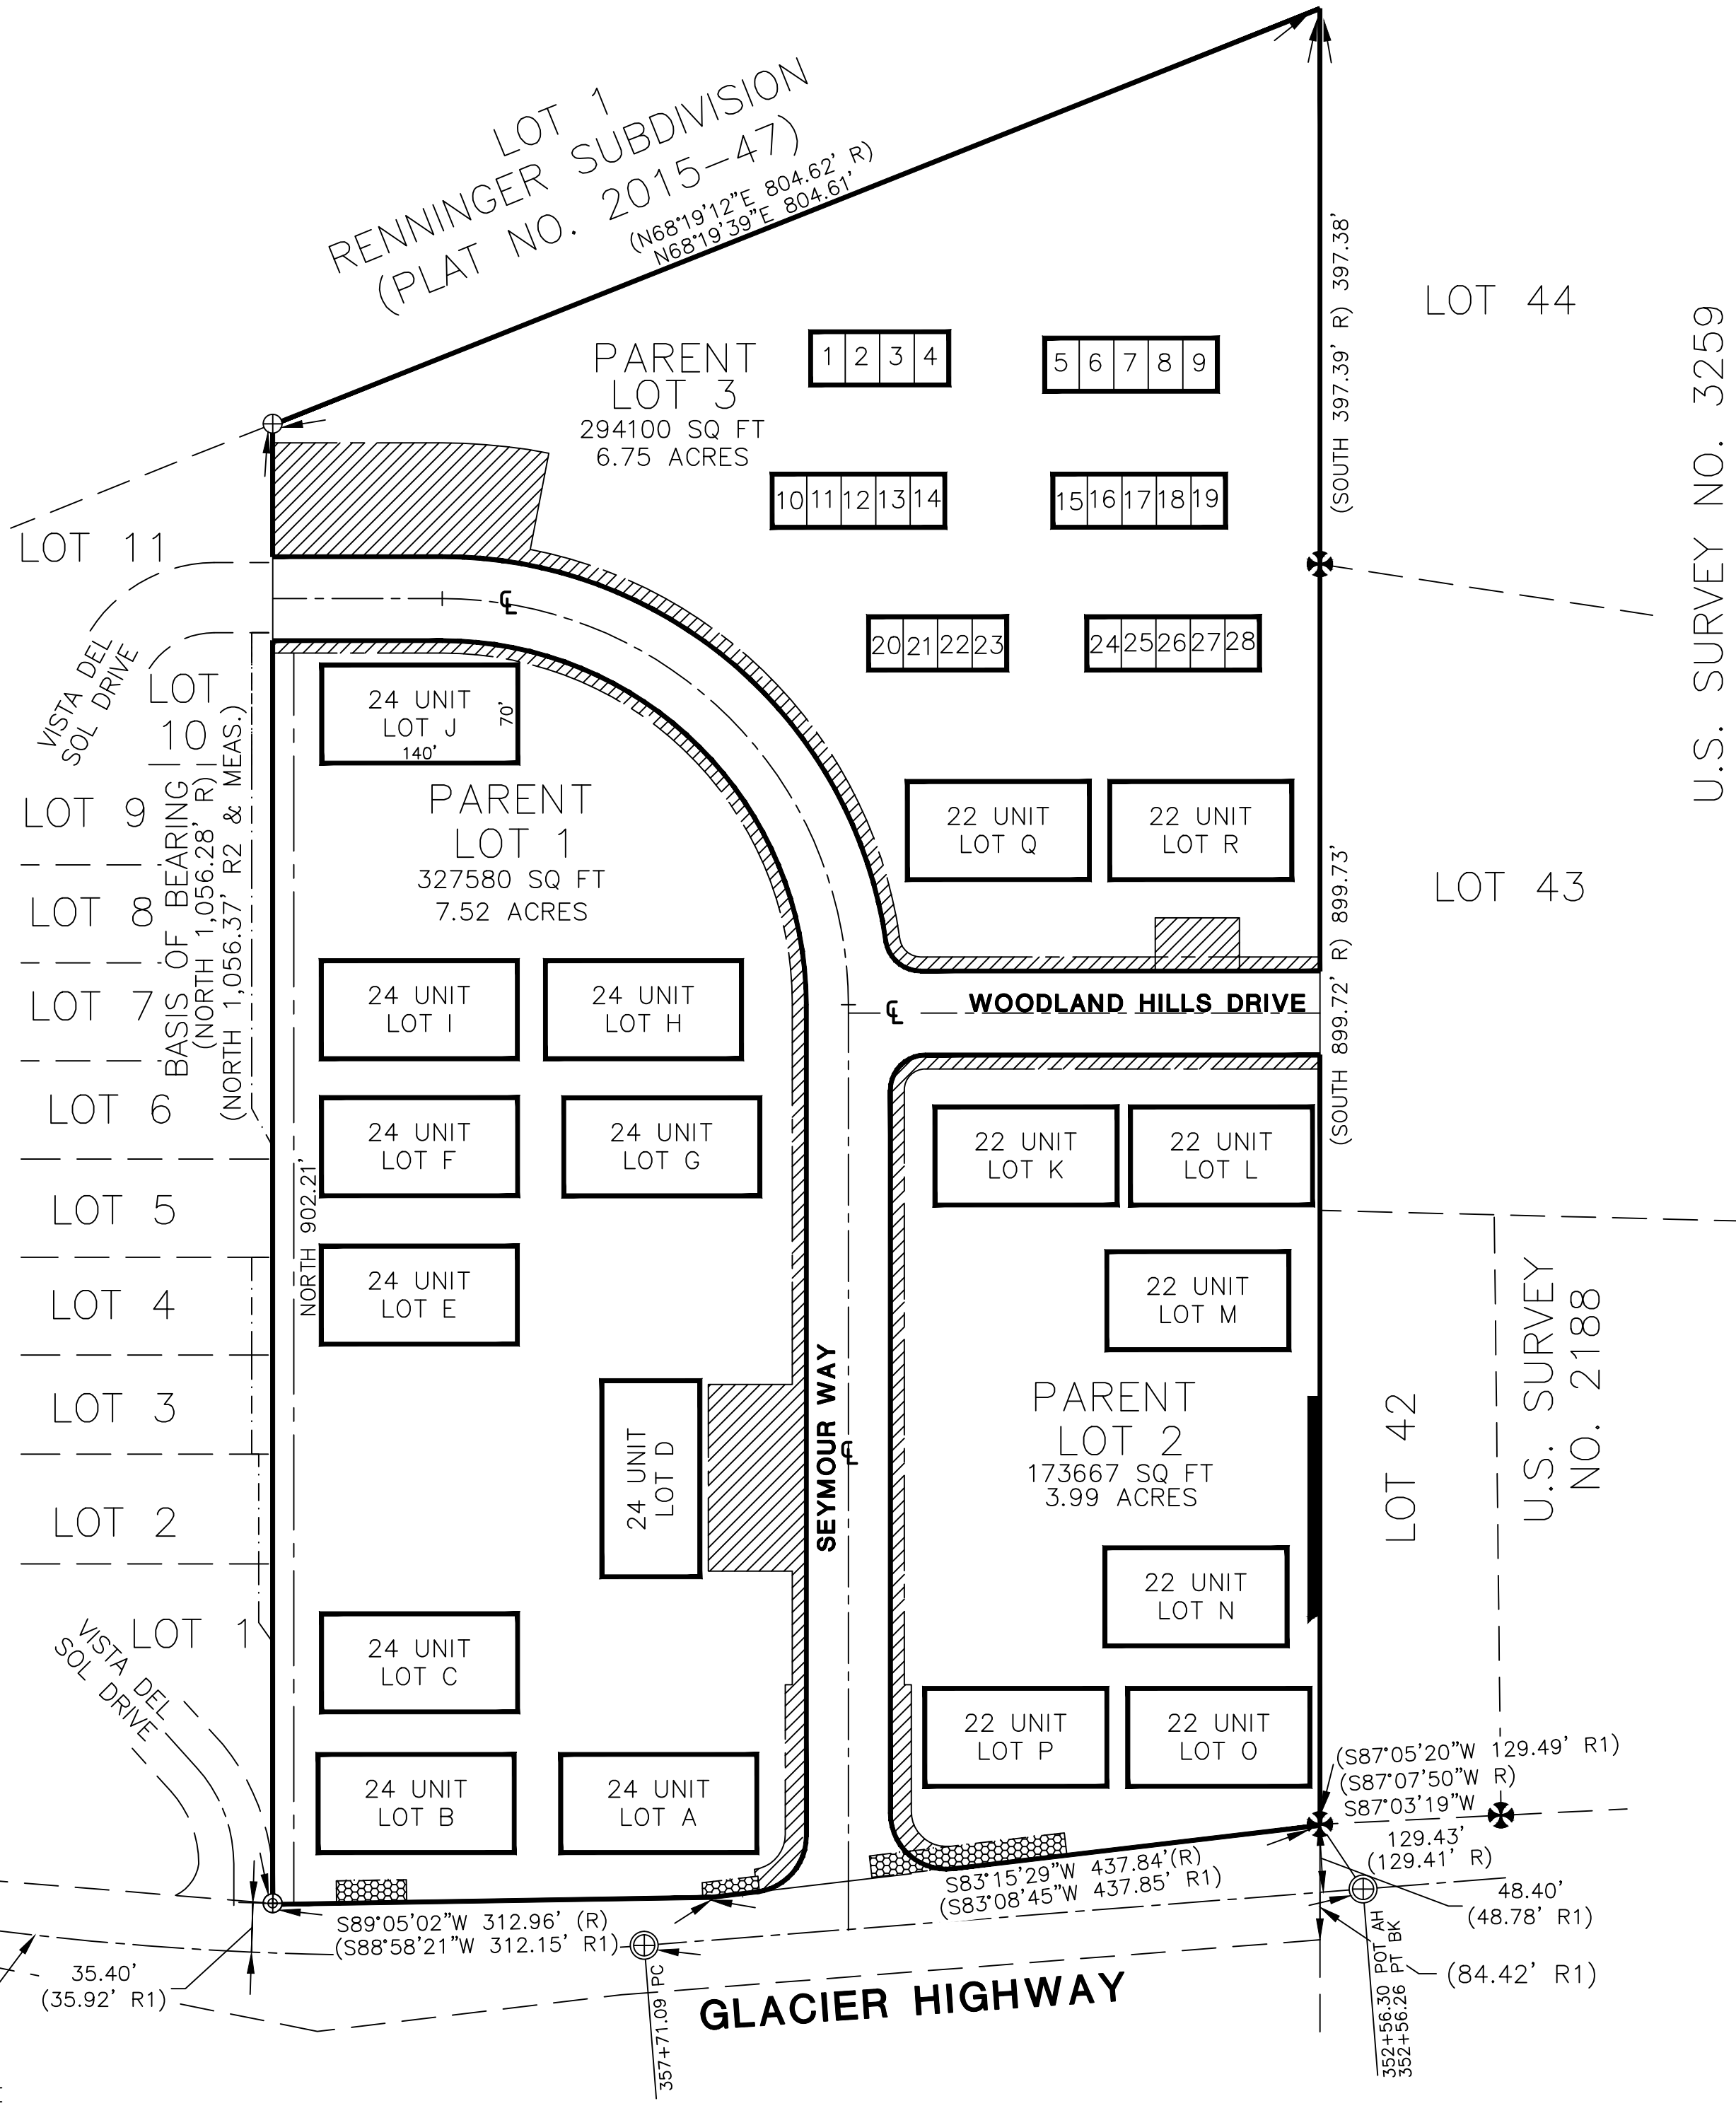 LOT 1
RENNINGER SUBDIVISION
(PLAT NO. 2015-47)
(N68°19'12"E 804.62' R)
N68°19'39"E 804.61'
(SOUTH 397.39' R) 397.38'
LOT 44
U.S. SURVEY NO. 3259
PARENT
LOT 3
294100 SQ FT
6.75 ACRES
1 2 3 4
5 6 7 8 9
10 11 12 13 14
15 16 17 18 19
20 21 22 23
24 25 26 27 28
LOT 11
VISTA DEL
SOL DRIVE
LOT
10
LOT 9
LOT 8
LOT 7
LOT 6
LOT 5
LOT 4
LOT 3
LOT 2
LOT 1
VISTA DEL
SOL DRIVE
BASIS OF BEARING
(NORTH 1,056.28' R)
(NORTH 1,056.37' R2 & MEAS.)
NORTH 902.21'
℄
24 UNIT
LOT J
70'
140'
PARENT
LOT 1
327580 SQ FT
7.52 ACRES
24 UNIT
LOT I
24 UNIT
LOT H
24 UNIT
LOT F
24 UNIT
LOT G
24 UNIT
LOT E
24 UNIT
LOT D
24 UNIT
LOT C
24 UNIT
LOT B
24 UNIT
LOT A
22 UNIT
LOT Q
22 UNIT
LOT R
(SOUTH 899.72' R) 899.73'
LOT 43
℄
WOODLAND HILLS DRIVE
22 UNIT
LOT K
22 UNIT
LOT L
22 UNIT
LOT M
SEYMOUR WAY
℄
PARENT
LOT 2
173667 SQ FT
3.99 ACRES
22 UNIT
LOT N
22 UNIT
LOT P
22 UNIT
LOT O
LOT 42
U.S. SURVEY
NO. 2188
(S87°05'20"W 129.49' R1)
(S87°07'50"W R)
S87°03'19"W
129.43'
(129.41' R)
48.40'
(48.78' R1)
(84.42' R1)
S83°15'29"W 437.84'(R)
(S83°08'45"W 437.85' R1)
S89°05'02"W 312.96' (R)
(S88°58'21"W 312.15' R1)
35.40'
(35.92' R1)
357+71.09 PC
352+56.30 POT AH
352+56.26 PT BK
GLACIER HIGHWAY